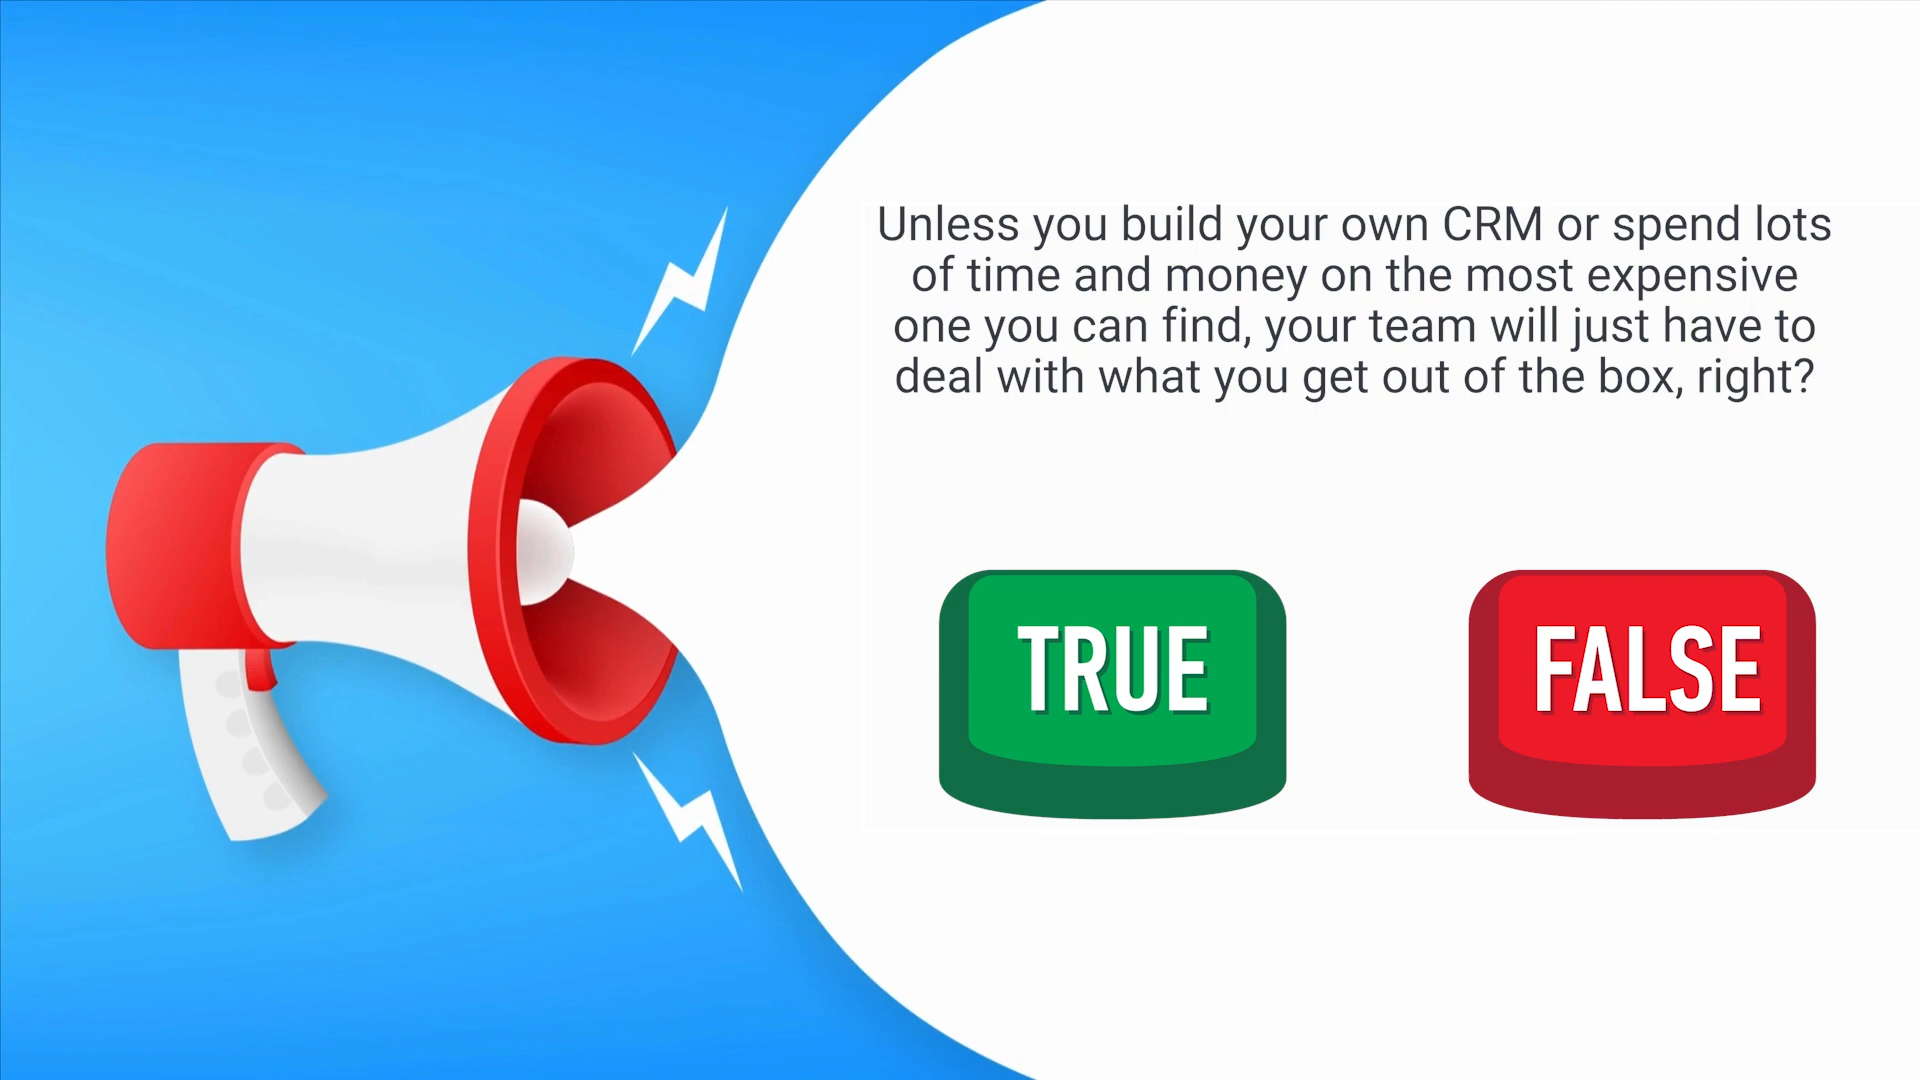 Unless you build your own CRM or spend lots
of time and money on the most expensive
one you can find, your team will just have to
deal with what you get out of the box, right?
TRUE
FALSE